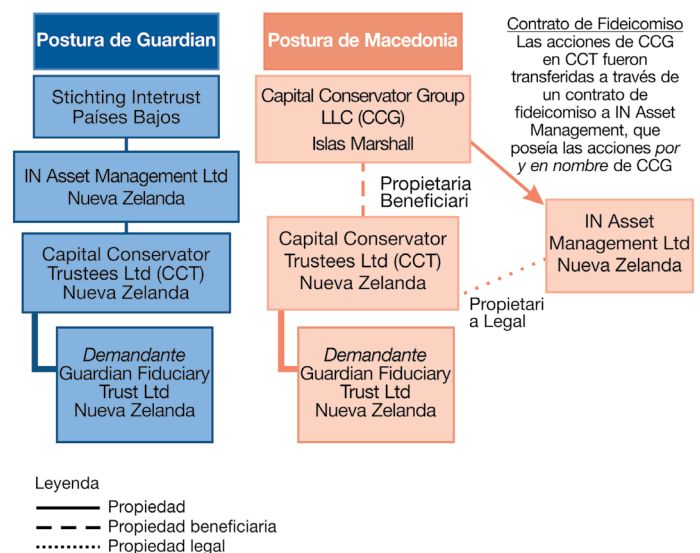 Postura de Guardian
Stichting Intetrust
Países Bajos
IN Asset Management Ltd
Nueva Zelanda
Capital Conservator
Trustees Ltd (CCT)
Nueva Zelanda
Demandante
Guardian Fiduciary
Trust Ltd
Nueva Zelanda
Postura de Macedonia
Capital Conservator Group
LLC (CCG)
Islas Marshall
Propietaria
Beneficiari
Capital Conservator
Trustees Ltd (CCT)
Nueva Zelanda
Demandante
Guardian Fiduciary
Trust Ltd
Nueva Zelanda
Contrato de Fideicomiso
Las acciones de CCG
en CCT fueron
transferidas a través de
un contrato de
fideicomiso a IN Asset
Management, que
poseía las acciones por
y en nombre de CCG
IN Asset
Management Ltd
Nueva Zelanda
Propietari
a Legal
Leyenda
Propiedad
Propiedad beneficiaria
Propiedad legal